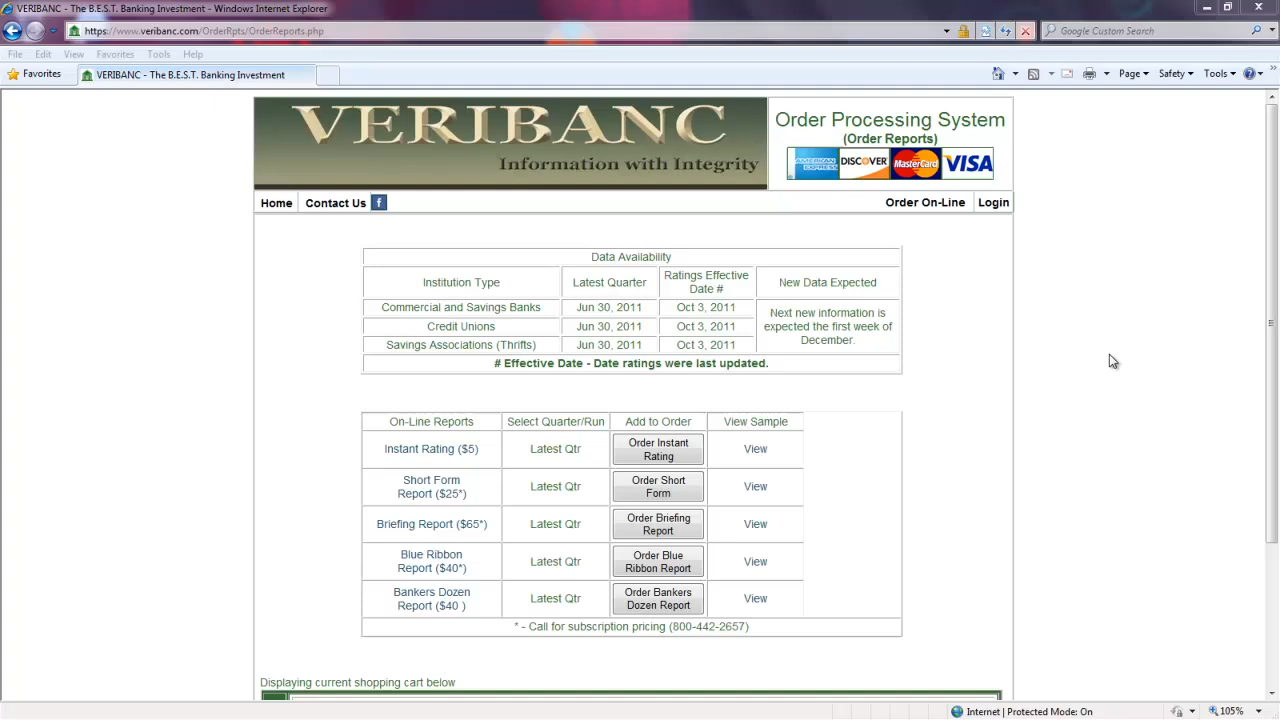 VERIBANC - The B.E.S.T. Banking Investment - Windows Internet Explorer
https://www.veribanc.com/OrderRpts/OrderReports.php
Google Custom Search
File Edit View Favorites Tools Help
Favorites VERIBANC - The B.E.S.T. Banking Investment Page Safety Tools
VERIBANC
Information with Integrity
Order Processing System
(Order Reports)
AMERICAN EXPRESS DISCOVER MasterCard VISA
Home Contact Us f Order On-Line Login
Data Availability
Institution Type Latest Quarter Ratings Effective Date # New Data Expected
Commercial and Savings Banks Jun 30, 2011 Oct 3, 2011
Credit Unions Jun 30, 2011 Oct 3, 2011
Savings Associations (Thrifts) Jun 30, 2011 Oct 3, 2011
Next new information is
expected the first week of
December.
# Effective Date - Date ratings were last updated.
On-Line Reports Select Quarter/Run Add to Order View Sample
Instant Rating ($5) Latest Qtr Order Instant Rating View
Short Form Report ($25*) Latest Qtr Order Short Form View
Briefing Report ($65*) Latest Qtr Order Briefing Report View
Blue Ribbon Report ($40*) Latest Qtr Order Blue Ribbon Report View
Bankers Dozen Report ($40 ) Latest Qtr Order Bankers Dozen Report View
* - Call for subscription pricing (800-442-2657)
Displaying current shopping cart below
Internet | Protected Mode: On 105%